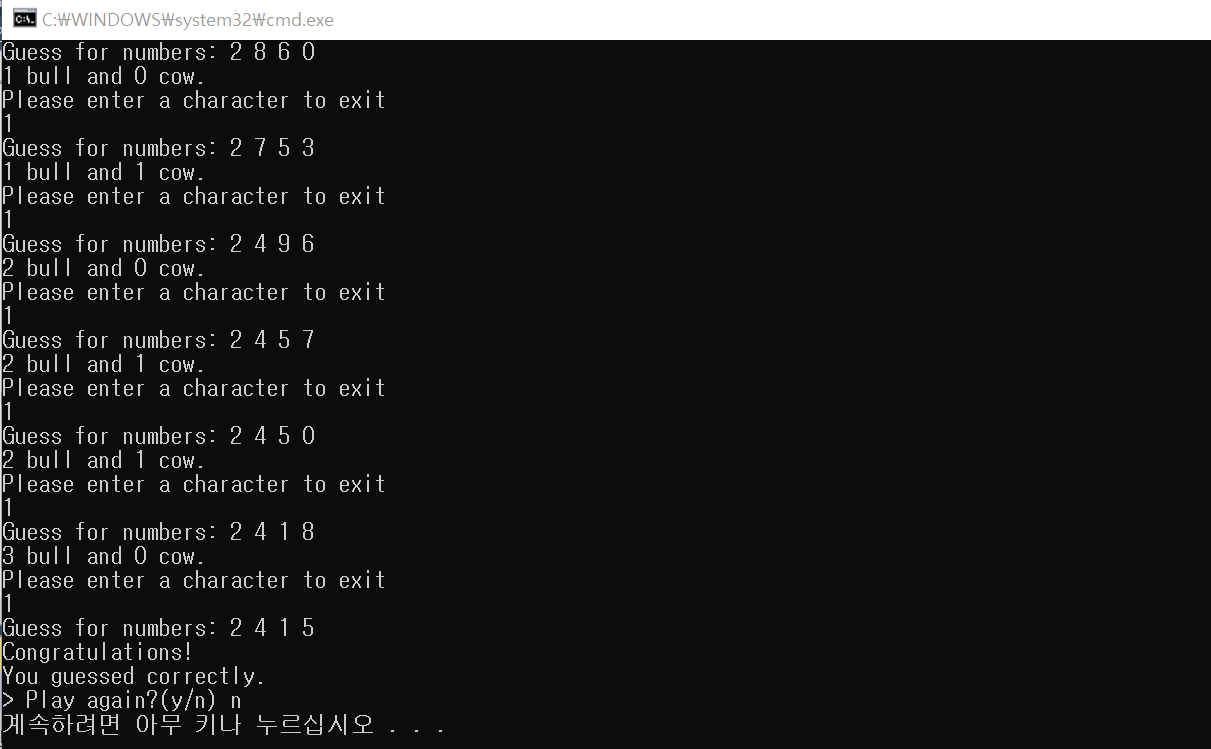 C:₩WINDOWS₩system32₩cmd.exe
Guess for numbers: 2 8 6 0
1 bull and 0 cow.
Please enter a character to exit
1
Guess for numbers: 2 7 5 3
1 bull and 1 cow.
Please enter a character to exit
1
Guess for numbers: 2 4 9 6
2 bull and 0 cow.
Please enter a character to exit
1
Guess for numbers: 2 4 5 7
2 bull and 1 cow.
Please enter a character to exit
1
Guess for numbers: 2 4 5 0
2 bull and 1 cow.
Please enter a character to exit
1
Guess for numbers: 2 4 1 8
3 bull and 0 cow.
Please enter a character to exit
1
Guess for numbers: 2 4 1 5
Congratulations!
You guessed correctly.
> Play again?(y/n) n
계속하려면 아무 키나 누르십시오 . . .